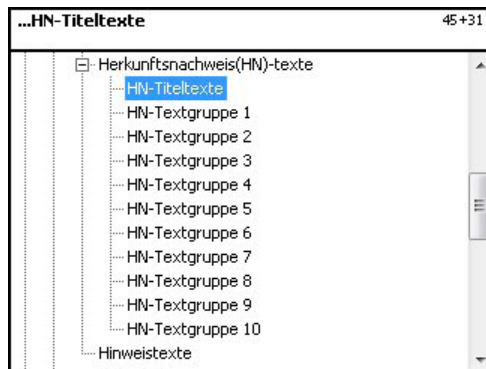 ...HN-Titeltexte 45+31
Herkunftsnachweis(HN)-texte
HN-Titeltexte
HN-Textgruppe 1
HN-Textgruppe 2
HN-Textgruppe 3
HN-Textgruppe 4
HN-Textgruppe 5
HN-Textgruppe 6
HN-Textgruppe 7
HN-Textgruppe 8
HN-Textgruppe 9
HN-Textgruppe 10
Hinweistexte